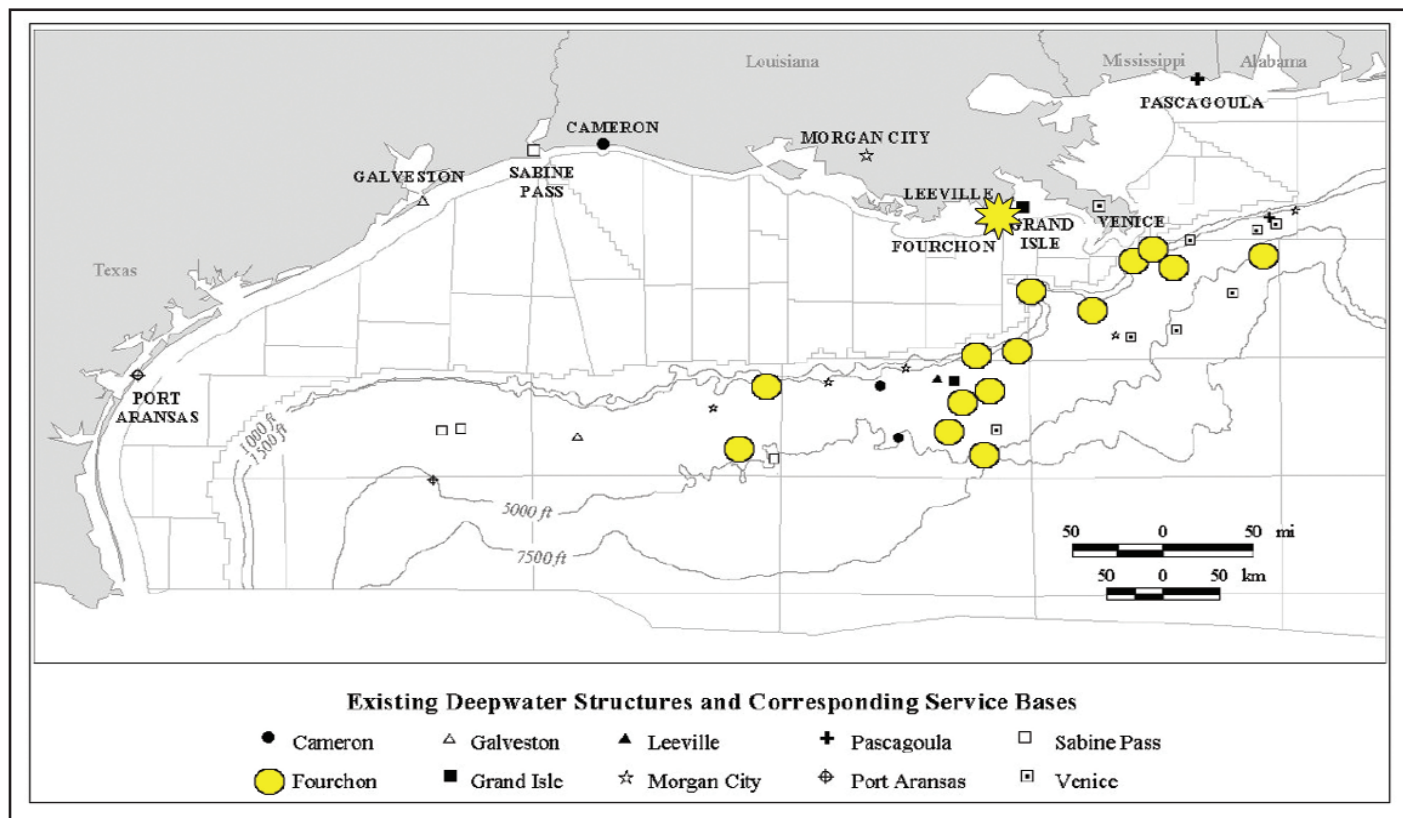 Louisiana
Mississippi
Alabama
PASCAGOULA
CAMERON
MORGAN CITY
GALVESTON
SABINE
PASS
LEEVILLE
GRAND
ISLE
VENICE
FOURCHON
Texas
PORT
ARANSAS
1000 ft
1500 ft
5000 ft
7500 ft
50 0 50 mi
50 0 50 km
Existing Deepwater Structures and Corresponding Service Bases
Cameron Galveston Leeville Pascagoula Sabine Pass
Fourchon Grand Isle Morgan City Port Aransas Venice